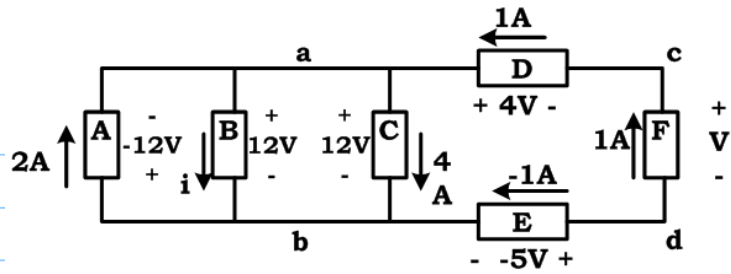 1A
a
c
D
+ 4V -
A
-
-12V
+
B
+
12V
-
+
12V
-
C
2A
i
4
A
1A
F
+
V
-
-1A
E
b
d
- -5V +